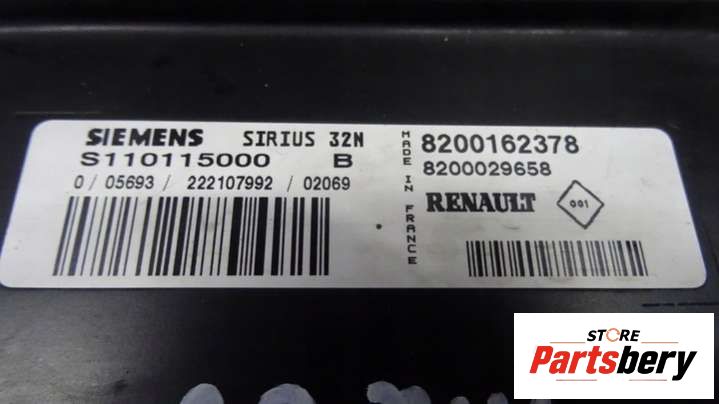 SIEMENS SIRIUS 32N
S110115000 B
0 / 05693 / 222107992 / 02069
MADE IN FRANCE
8200162378
8200029658
RENAULT 001
STORE
Partsbery